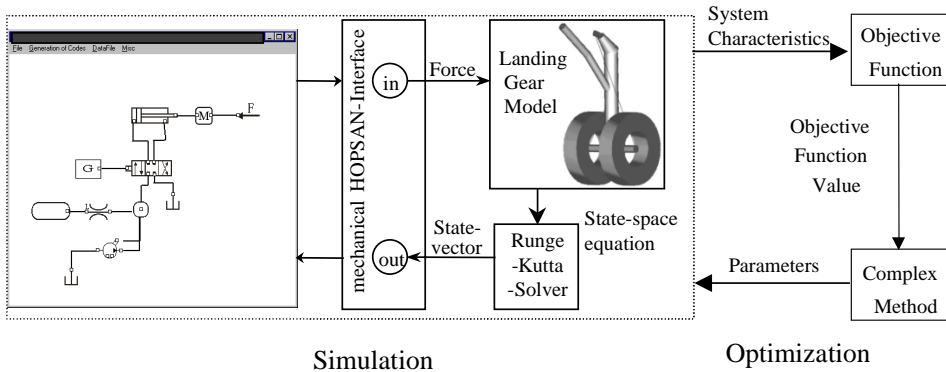 File Generation of Codes DataFile Misc
F
M
G
mechanical HOPSAN-Interface
in
out
Force
State-
vector
Landing
Gear
Model
Runge
-Kutta
-Solver
State-space
equation
System
Characteristics
Objective
Function
Objective
Function
Value
Parameters
Complex
Method
Simulation
Optimization